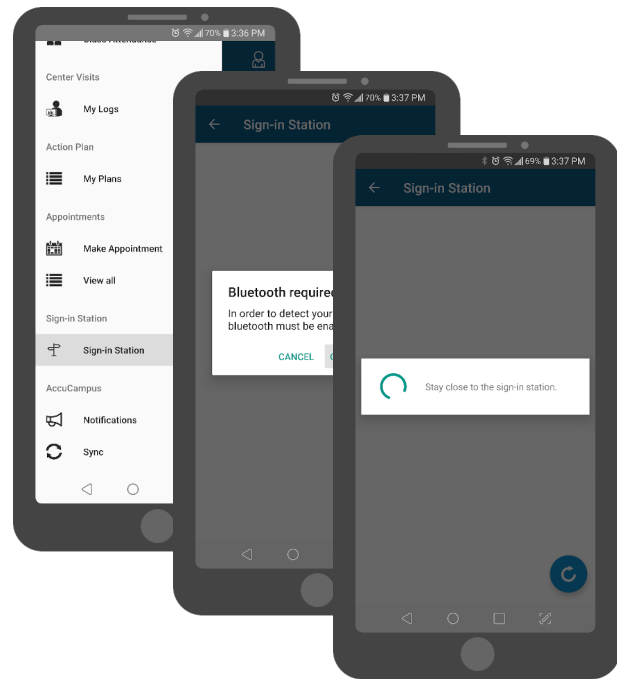 70% 3:36 PM
Center Visits
My Logs
Action Plan
My Plans
Appointments
Make Appointment
View all
Sign-in Station
Sign-in Station
AccuCampus
Notifications
Sync
70% 3:37 PM
Sign-in Station
Bluetooth require
In order to detect your
bluetooth must be ena
CANCEL
69% 3:37 PM
Sign-in Station
Stay close to the sign-in station.